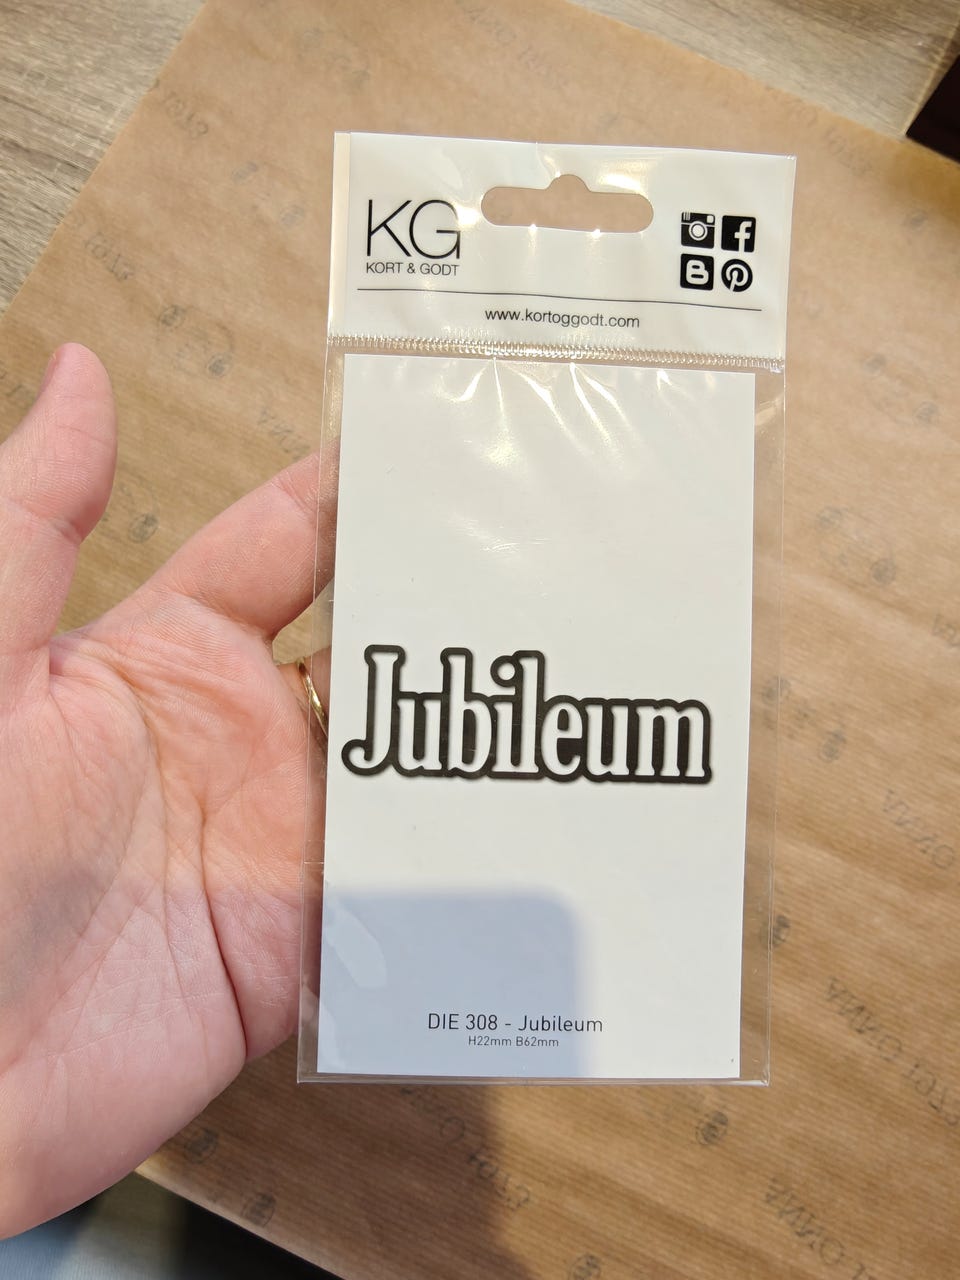 KG
KORT & GODT
www.kortoggodt.com
Jubileum
DIE 308 - Jubileum
H22mm B62mm